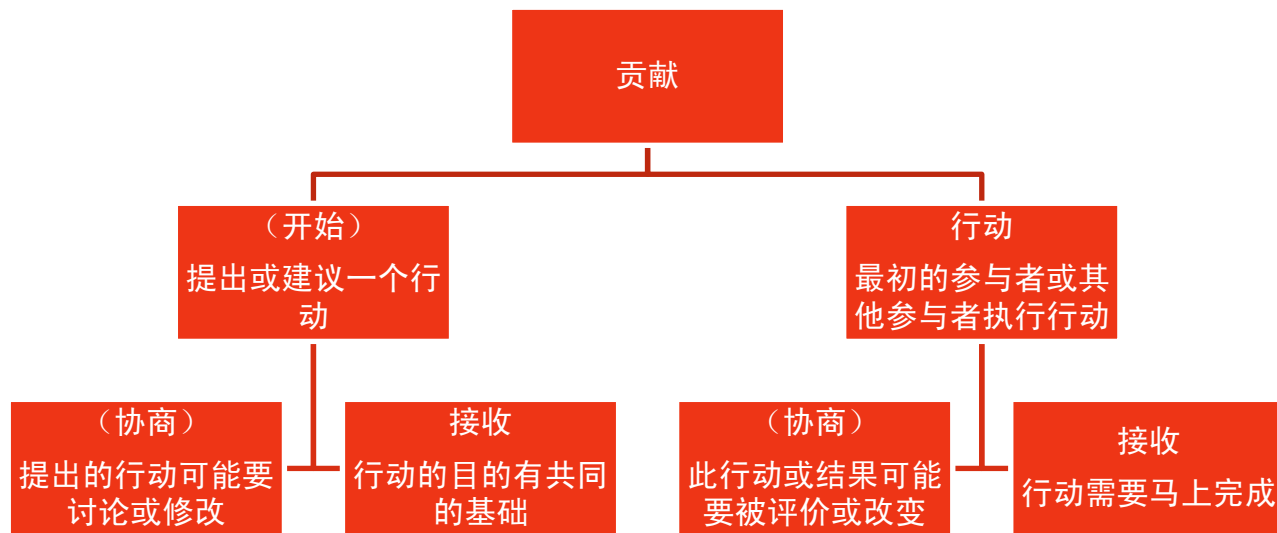 贡献
（开始）
提出或建议一个行
动
行动
最初的参与者或其
他参与者执行行动
（协商）
提出的行动可能要
讨论或修改
接收
行动的目的有共同
的基础
（协商）
此行动或结果可能
要被评价或改变
接收
行动需要马上完成